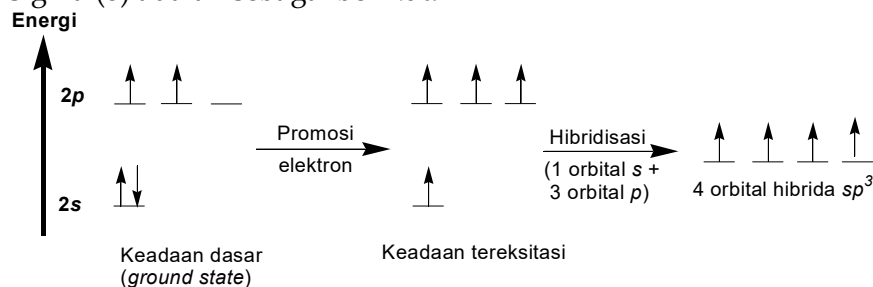 Energi
2p
Promosi
elektron
Hibridisasi
(1 orbital s +
3 orbital p)
4 orbital hibrida sp³
2s
Keadaan dasar
(ground state)
Keadaan tereksitasi